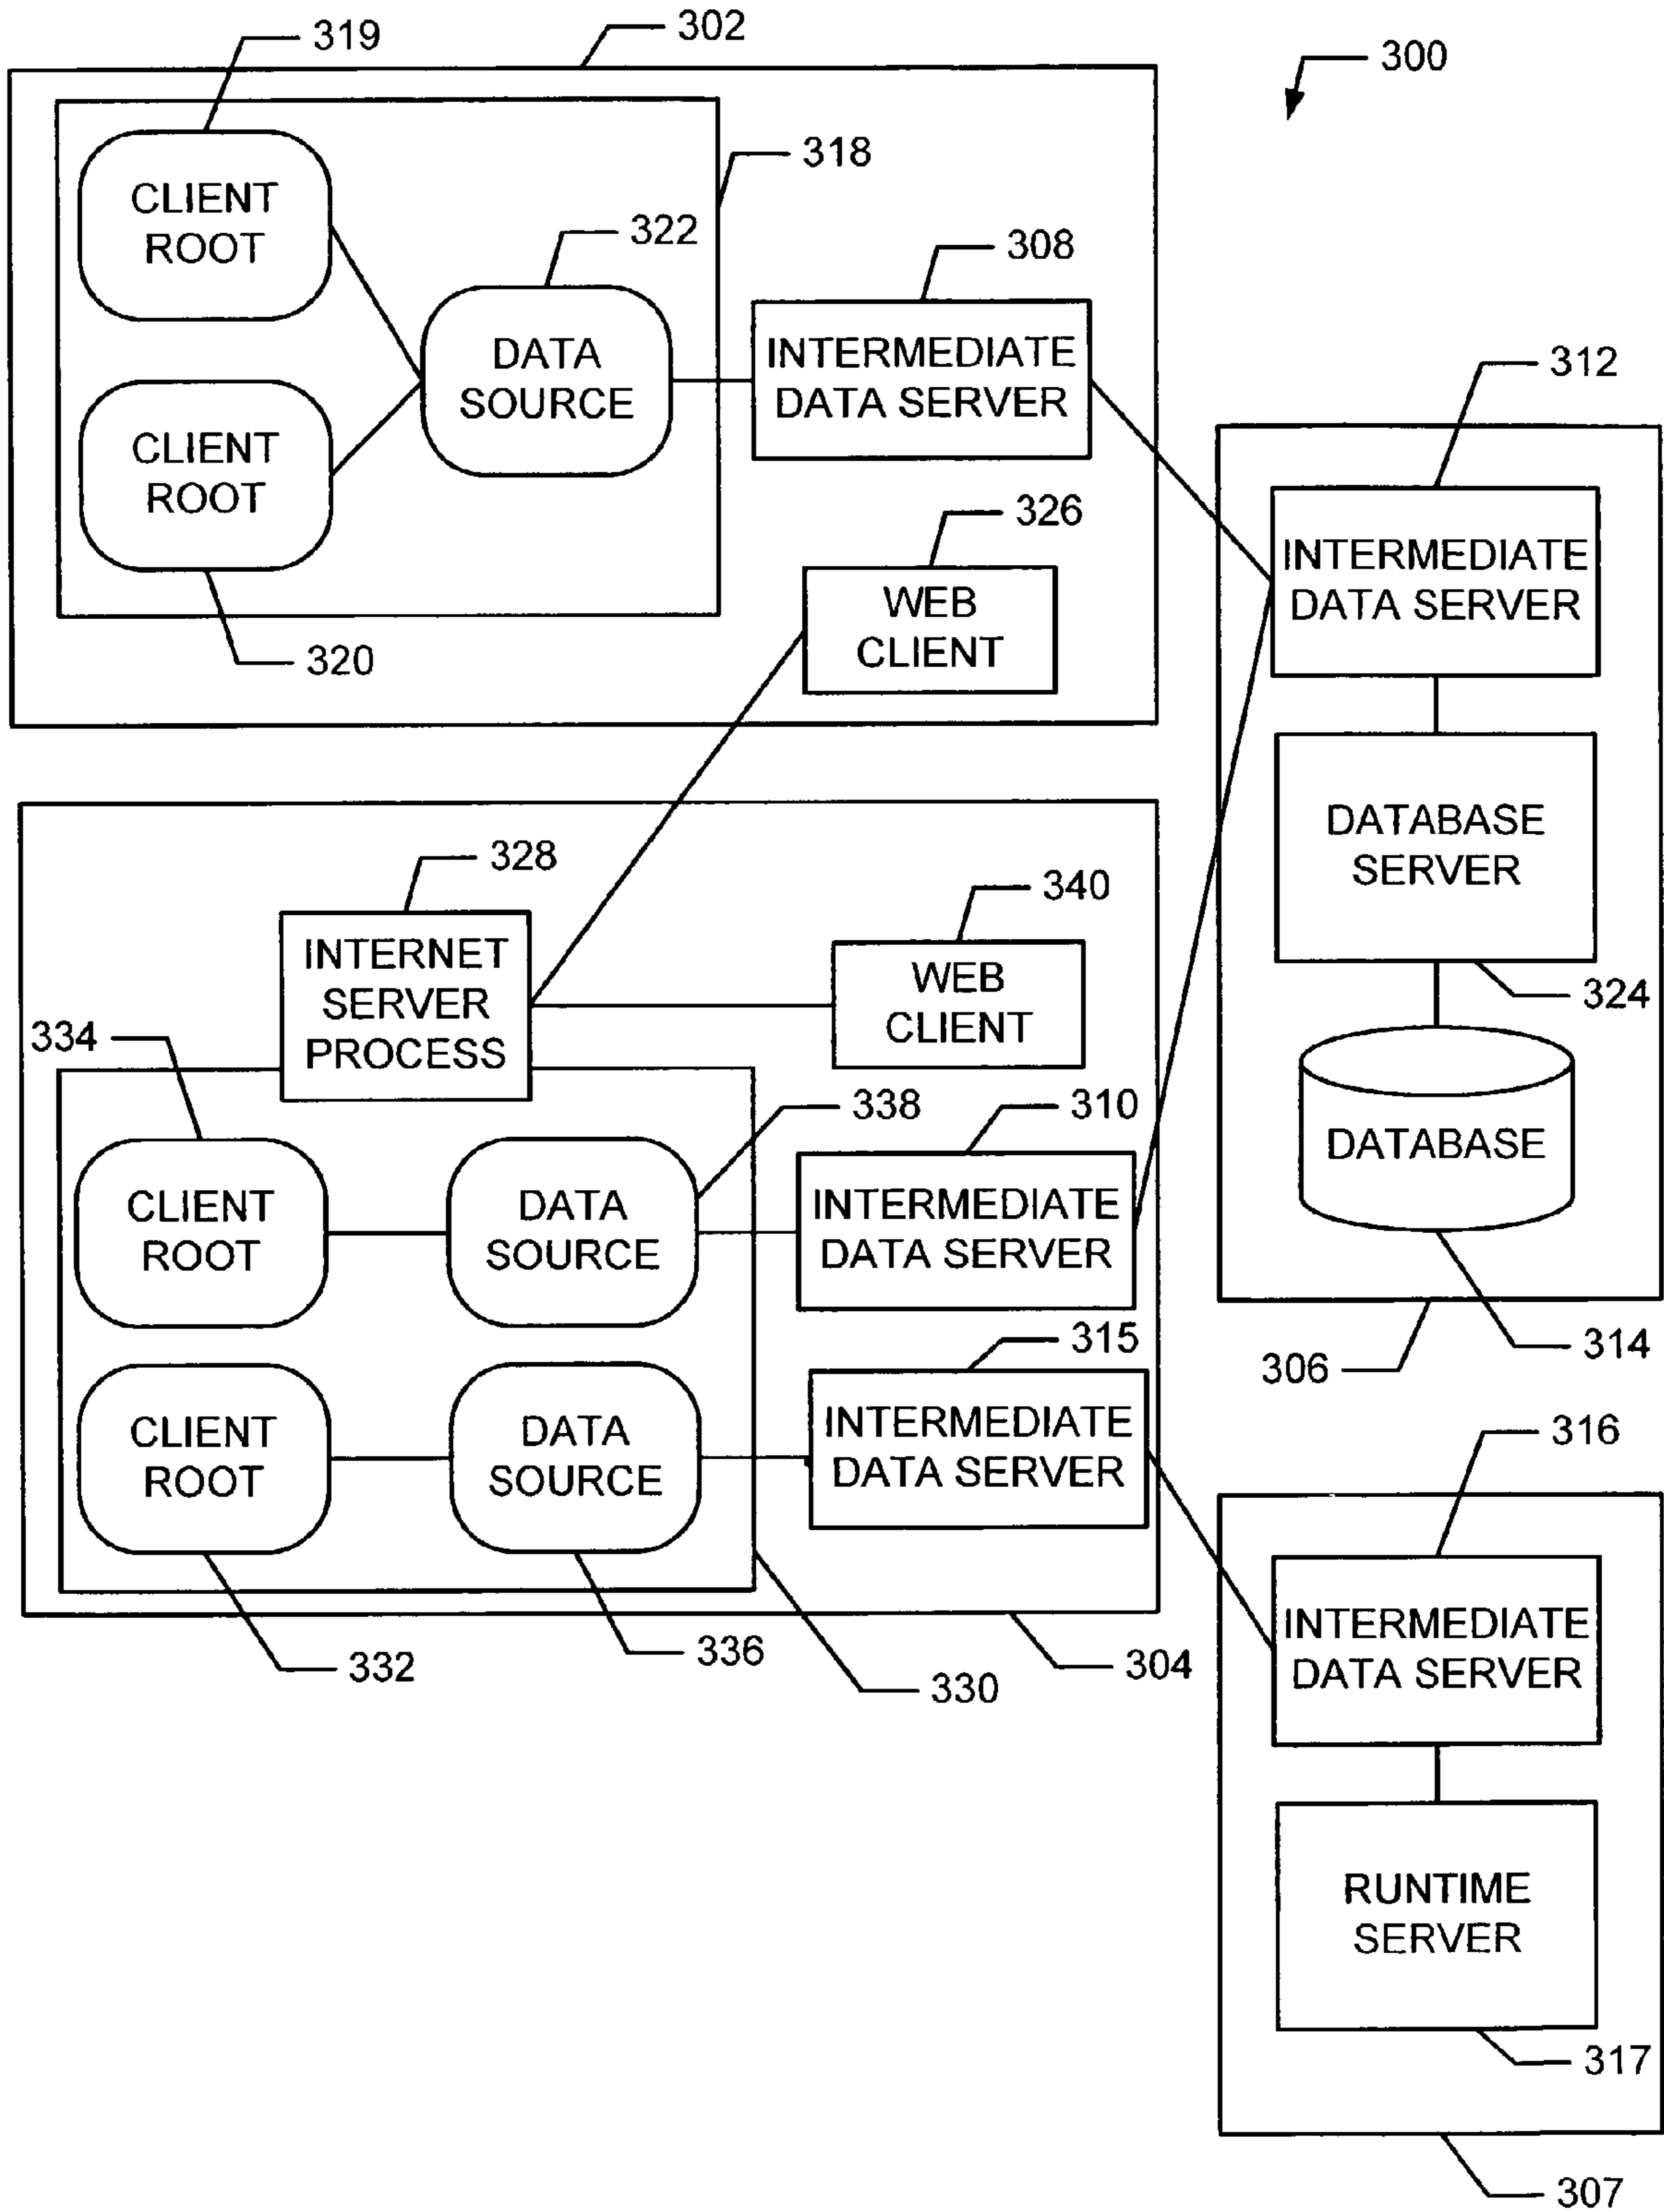 319
302
300
CLIENT
ROOT
318
322
308
DATA
SOURCE
INTERMEDIATE
DATA SERVER
312
CLIENT
ROOT
326
INTERMEDIATE
DATA SERVER
WEB
CLIENT
320
DATABASE
SERVER
328
340
INTERNET
SERVER
PROCESS
WEB
CLIENT
324
334
338
310
DATABASE
CLIENT
ROOT
DATA
SOURCE
INTERMEDIATE
DATA SERVER
315
314
306
CLIENT
ROOT
DATA
SOURCE
INTERMEDIATE
DATA SERVER
316
332
336
330
304
INTERMEDIATE
DATA SERVER
RUNTIME
SERVER
317
307